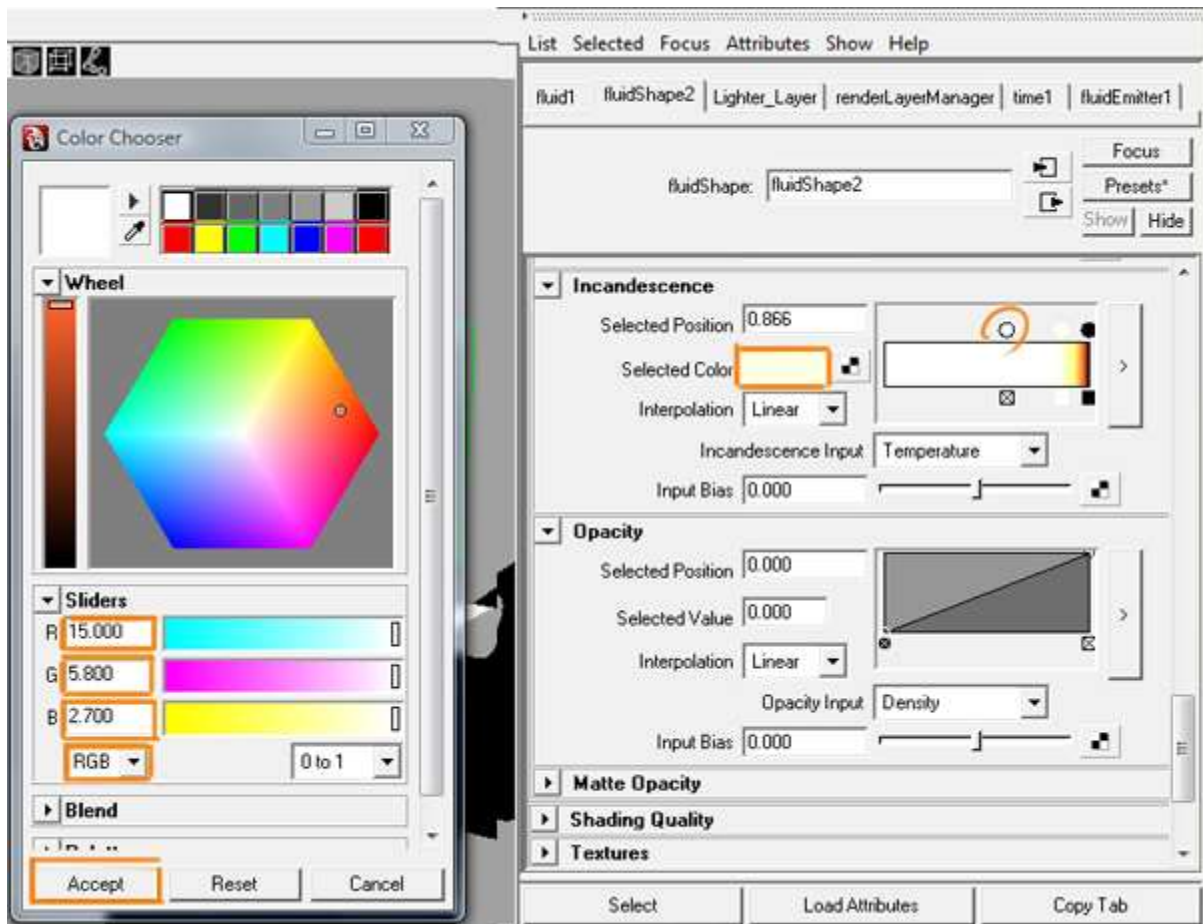 List Selected Focus Attributes Show Help
fluid1 fluidShape2 Lighter_Layer renderLayerManager time1 fluidEmitter1
Color Chooser
Focus
fluidShape: fluidShape2
Presets*
Show Hide
Wheel
Incandescence
Selected Position 0.866
Selected Color
Interpolation Linear
>
Incandescence Input Temperature
Input Bias 0.000
Opacity
Selected Position 0.000
Selected Value 0.000
Interpolation Linear
>
Opacity Input Density
Input Bias 0.000
Matte Opacity
Shading Quality
Textures
Sliders
R 15.000
G 5.800
B 2.700
RGB 0 to 1
Blend
Accept Reset Cancel
Select Load Attributes Copy Tab